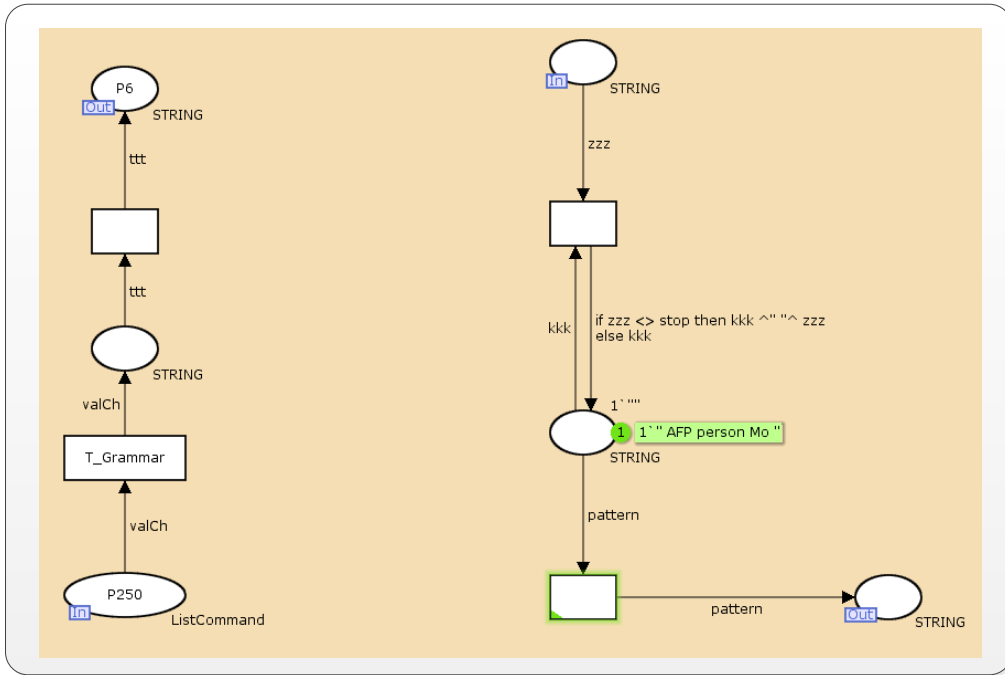 P6
Out
STRING
ttt
ttt
STRING
valCh
T_Grammar
valCh
P250
In
ListCommand
In
STRING
zzz
kkk
if zzz <> stop then kkk ^" "^ zzz
else kkk
1`""
1
1`" AFP person Mo "
STRING
pattern
pattern
Out
STRING